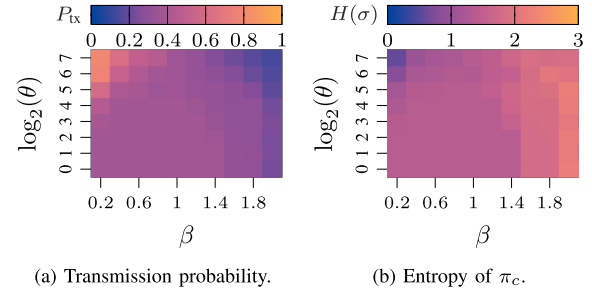 P_tx 0 0.2 0.4 0.6 0.8 1
H(σ) 0 1 2 3
log₂(θ)
0 1 2 3 4 5 6 7
0.2 0.6 1 1.4 1.8
β
log₂(θ)
0 1 2 3 4 5 6 7
0.2 0.6 1 1.4 1.8
β
(a) Transmission probability.
(b) Entropy of π_c.